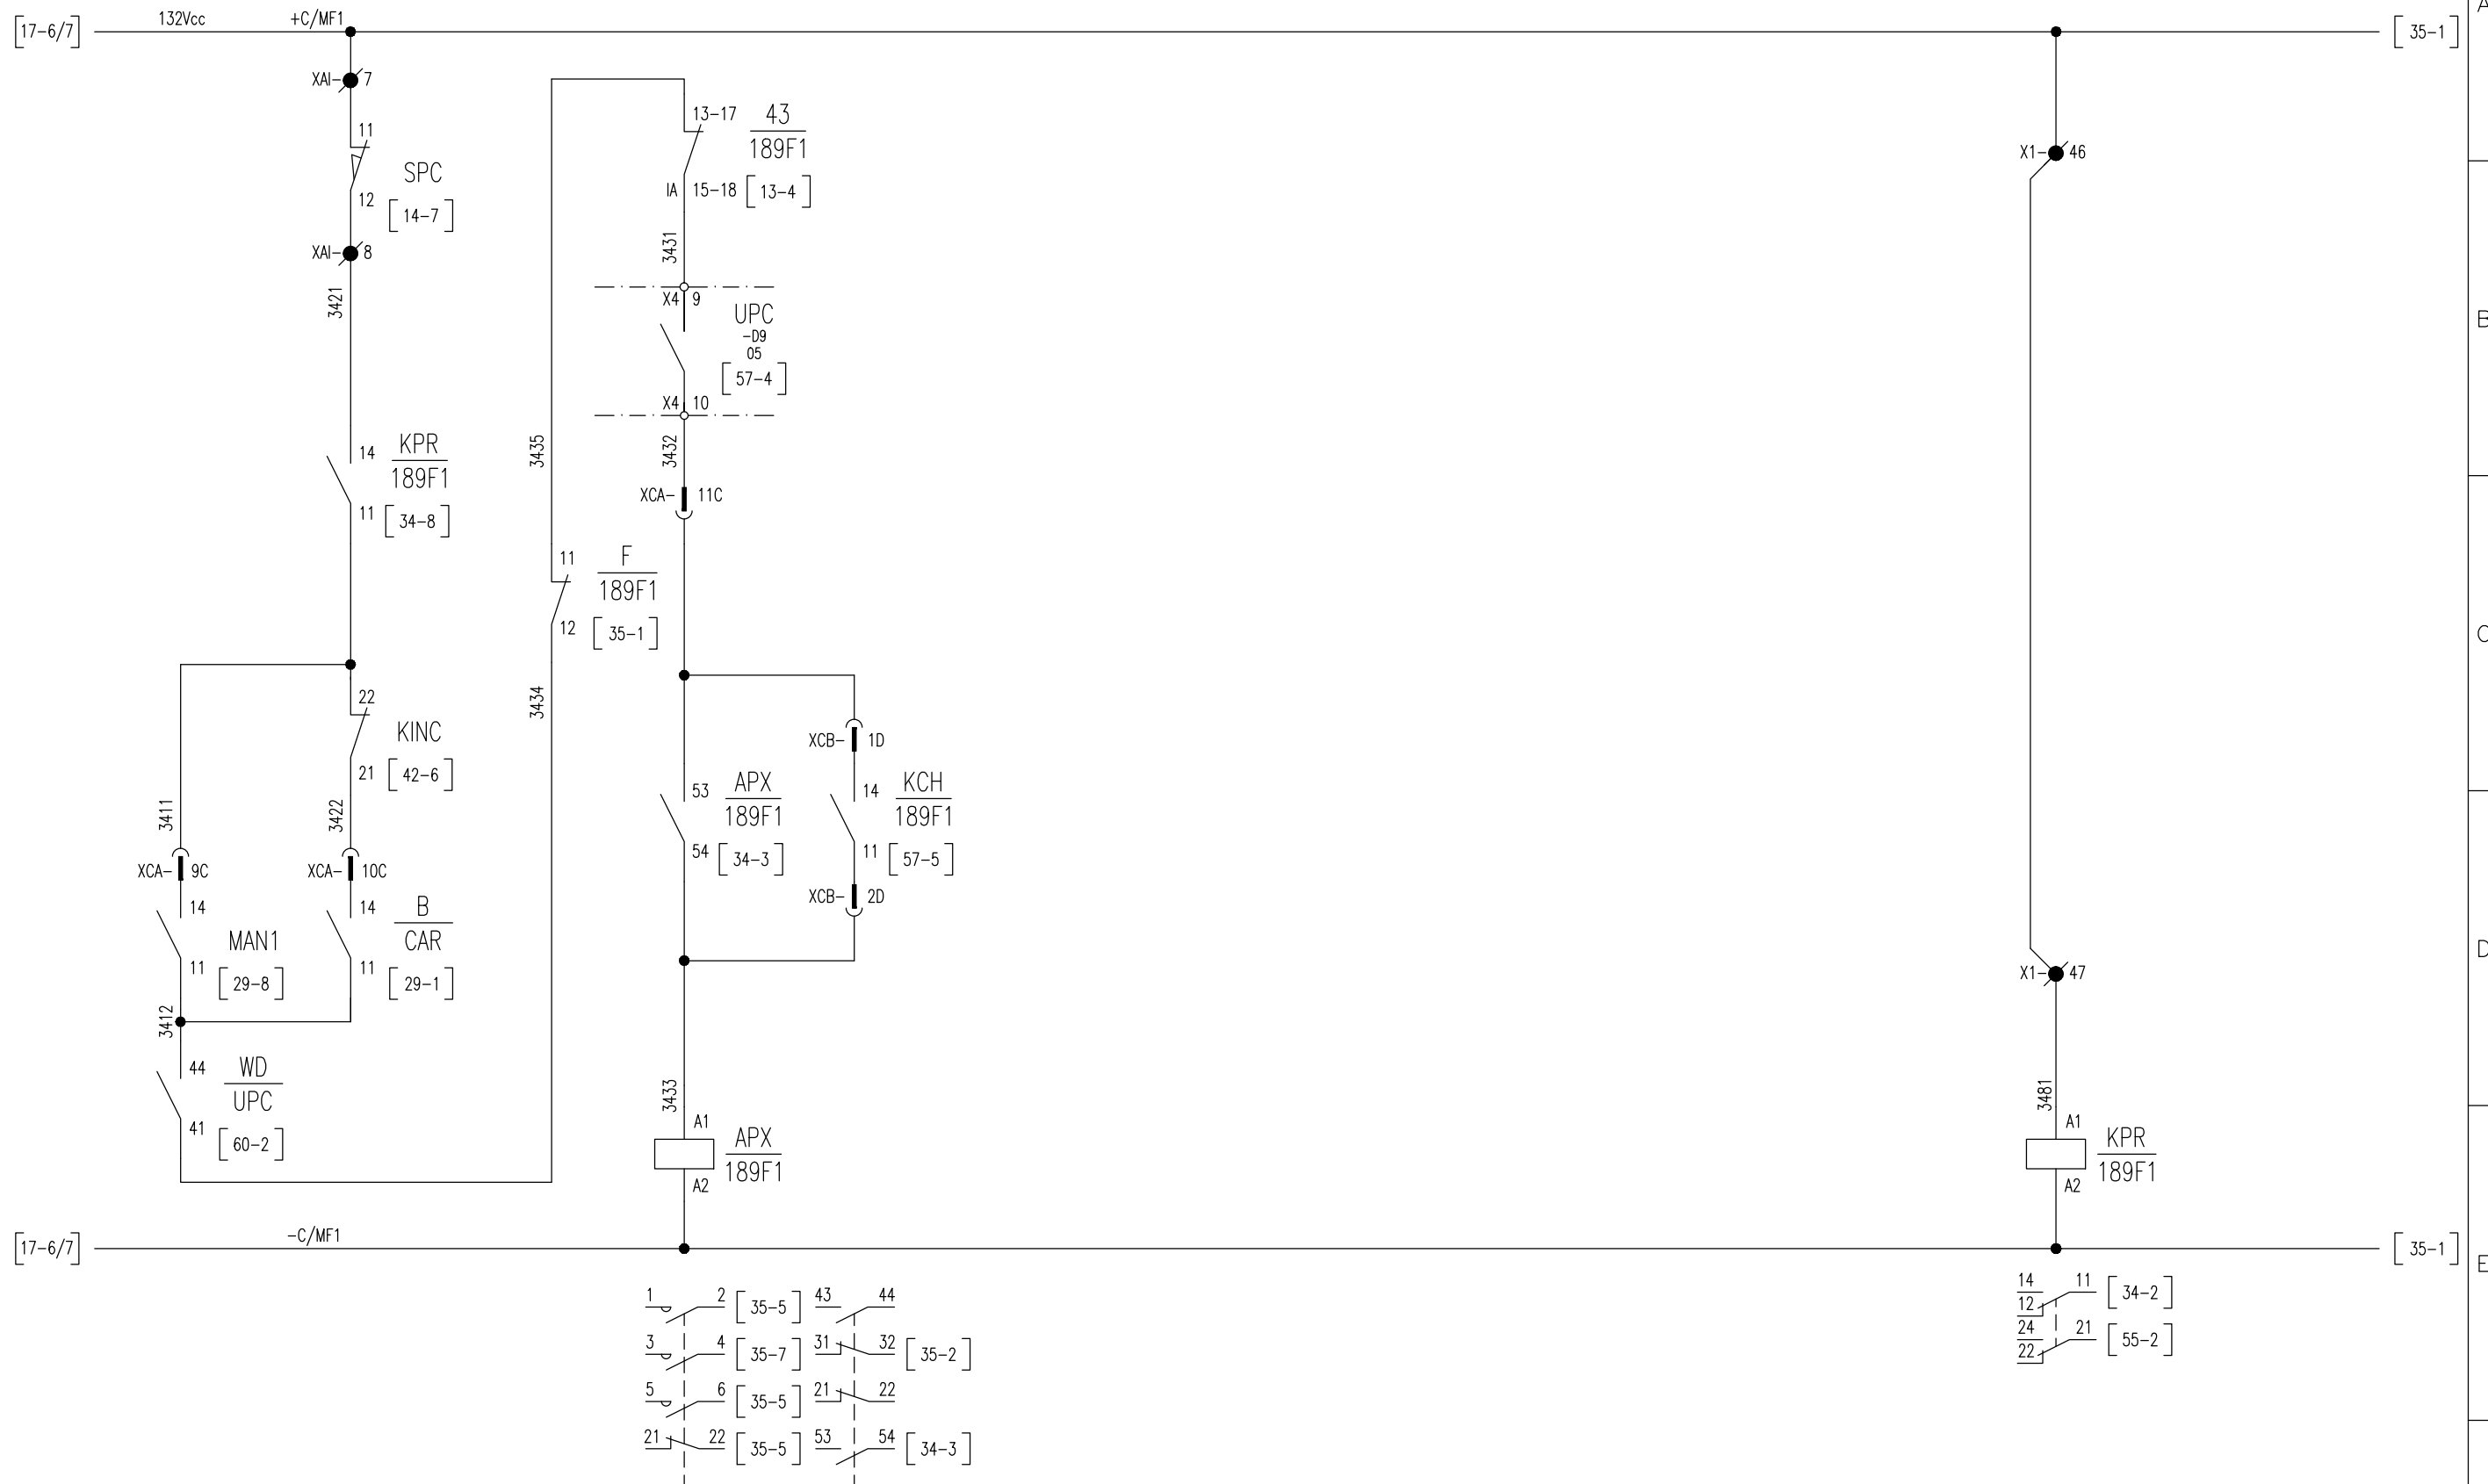 132Vcc
+C/MF1
[17-6/7]
[35-1]
A
XAI-
7
11
SPC
12
[14-7]
XAI-
8
3421
14
KPR
189F1
11
[34-8]
22
KINC
21
[42-6]
3411
3422
XCA-
9C
XCA-
10C
14
MAN1
11
[29-8]
14
B
CAR
11
[29-1]
3412
44
WD
UPC
41
[60-2]
3435
11
F
189F1
12
[35-1]
3434
13-17
43
189F1
IA
15-18
[13-4]
3431
X4
9
UPC
-D9
05
[57-4]
X4
10
3432
XCA-
11C
53
APX
189F1
54
[34-3]
XCB-
1D
14
KCH
189F1
11
[57-5]
XCB-
2D
3433
A1
APX
189F1
A2
X1-
46
X1-
47
3481
A1
KPR
189F1
A2
B
C
D
[17-6/7]
-C/MF1
[35-1]
E
1 2 [35-5] 43 44
3 4 [35-7] 31 32 [35-2]
5 6 [35-5] 21 22
21 22 [35-5] 53 54 [34-3]
14 11 [34-2]
12
24 21 [55-2]
22